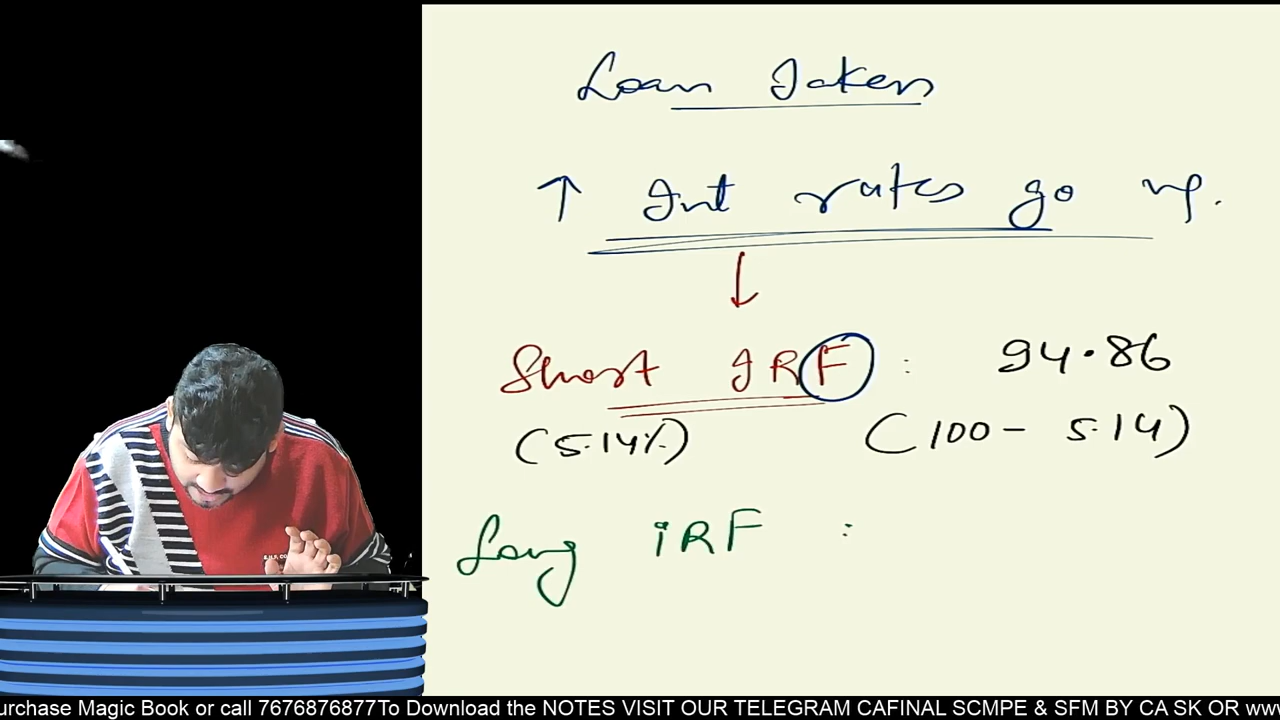 Loan Taken
↑ Int rates go up.
↓
Short IRF : 94.86
(5.14%) (100 - 5.14)
Long iRF :
urchase Magic Book or call 7676876877To Download the NOTES VISIT OUR TELEGRAM CAFINAL SCMPE & SFM BY CA SK OR ww